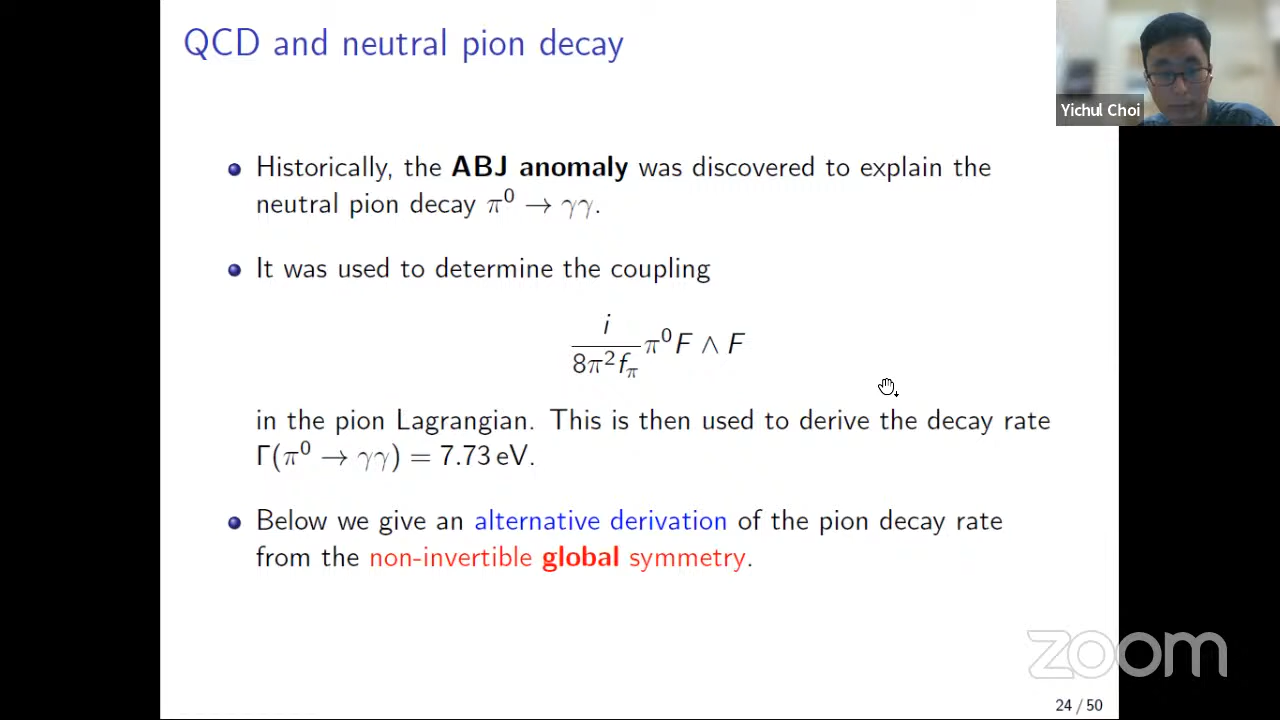 QCD and neutral pion decay
Yichul Choi
Historically, the ABJ anomaly was discovered to explain the
neutral pion decay π⁰ → γγ.
It was used to determine the coupling
i/(8π²f_π) π⁰F ∧ F
in the pion Lagrangian. This is then used to derive the decay rate
Γ(π⁰ → γγ) = 7.73 eV.
Below we give an alternative derivation of the pion decay rate
from the non-invertible global symmetry.
zoom
24 / 50